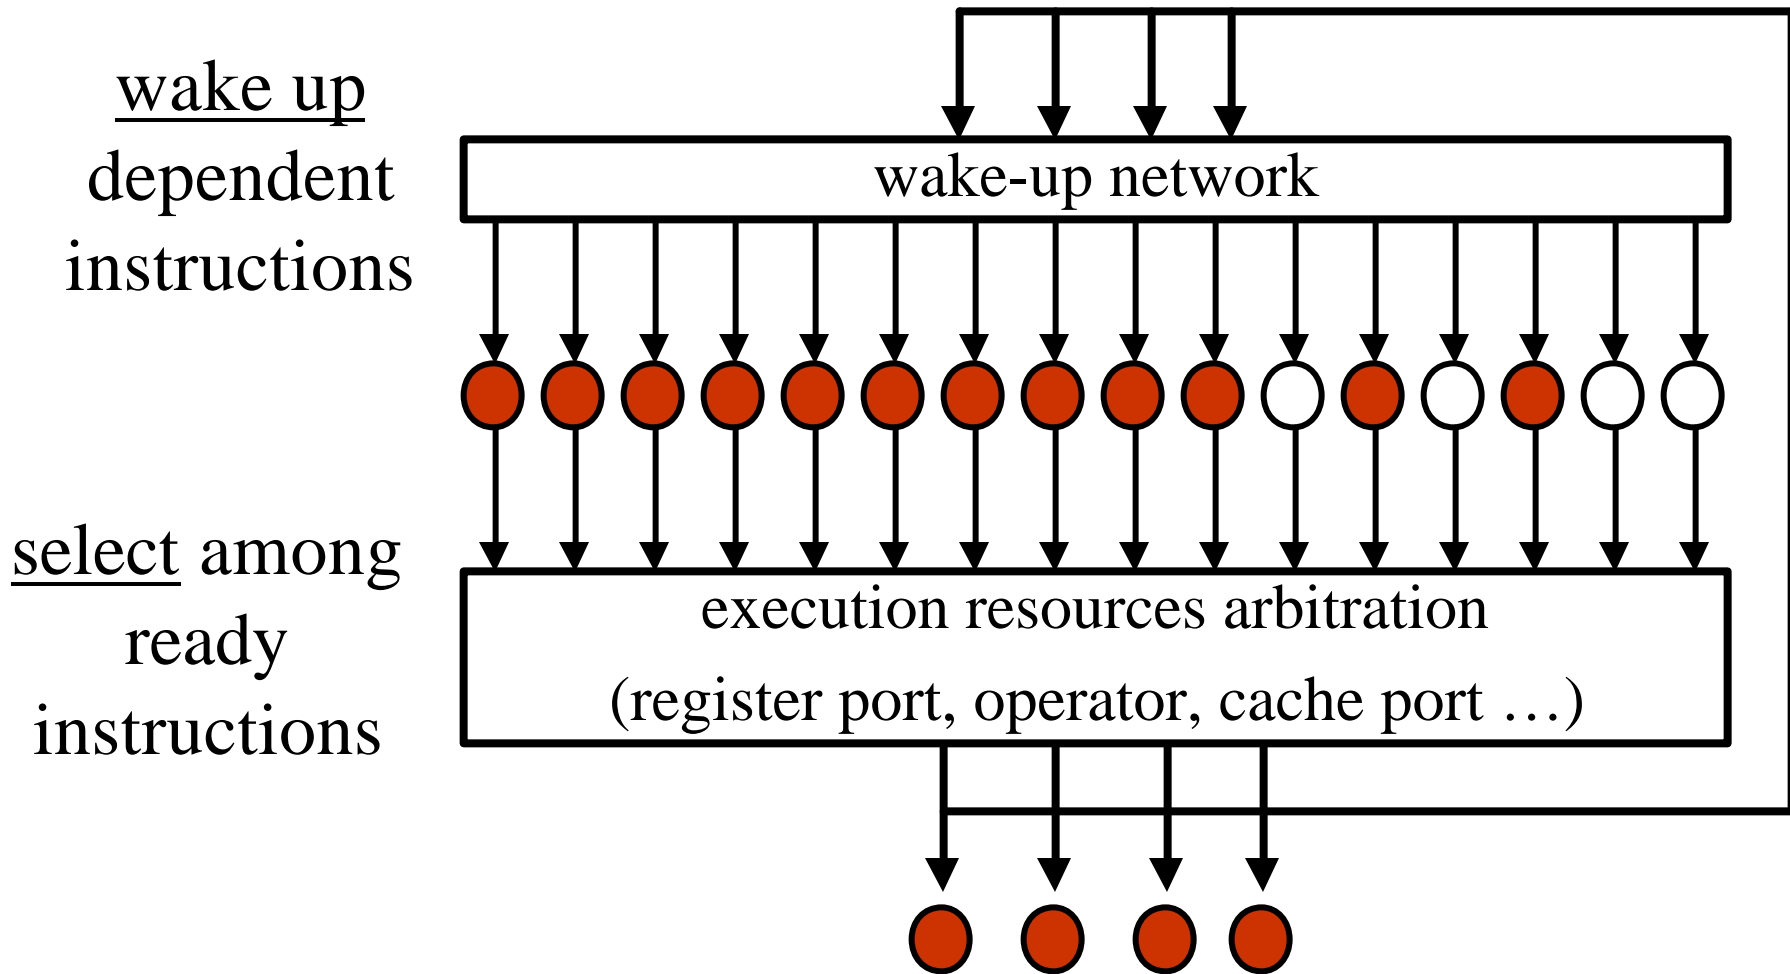 wake up
dependent
instructions
wake-up network
select among
ready
instructions
execution resources arbitration
(register port, operator, cache port …)